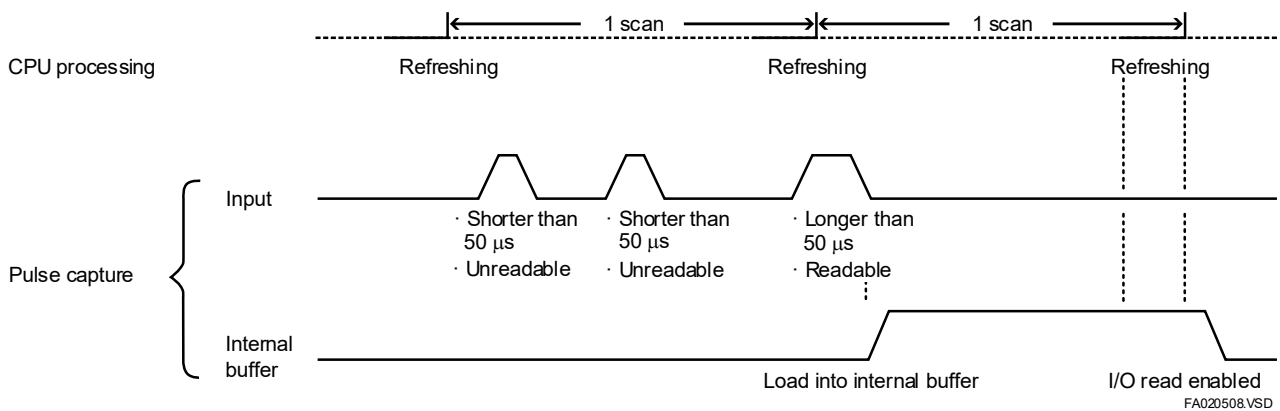 1 scan 1 scan
CPU processing Refreshing Refreshing Refreshing
Input
· Shorter than
50 μs
· Unreadable
· Shorter than
50 μs
· Unreadable
· Longer than
50 μs
· Readable
Pulse capture
Internal
buffer
Load into internal buffer I/O read enabled
FA020508.VSD